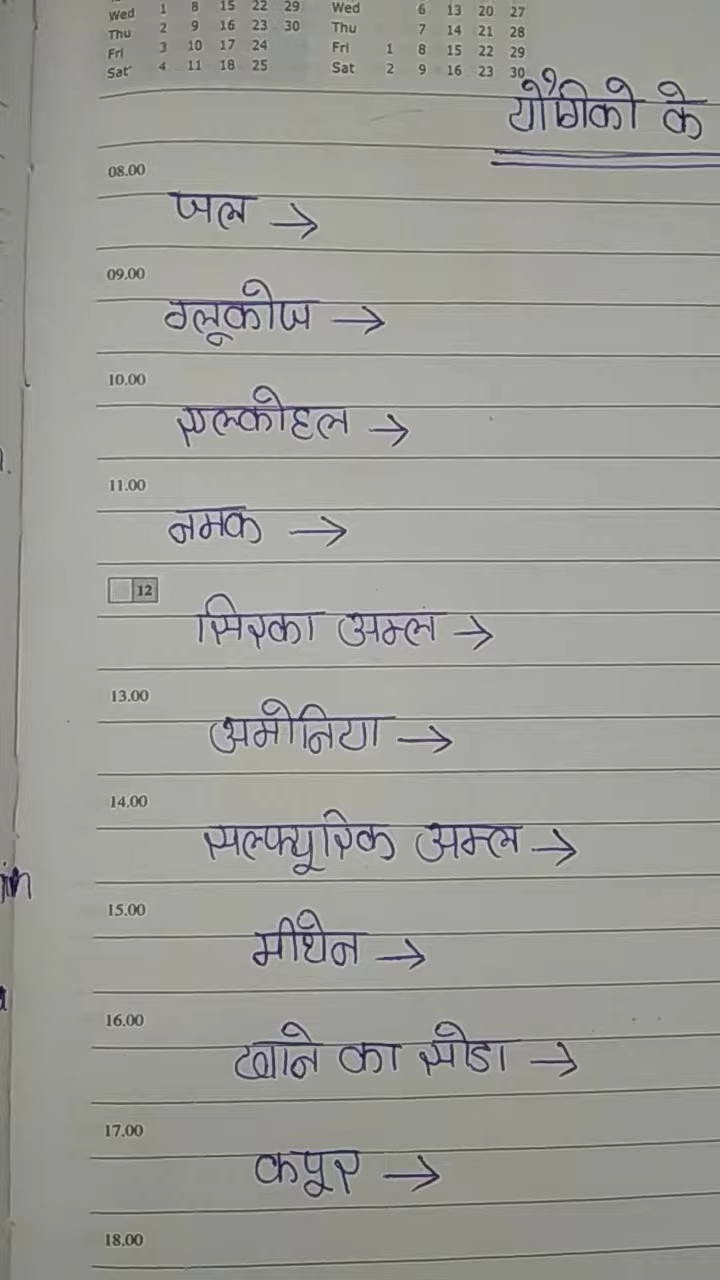 Wed 1 8 15 22 29 Wed 6 13 20 27
Thu 2 9 16 23 30 Thu 7 14 21 28
Fri 3 10 17 24 Fri 1 8 15 22 29
Sat 4 11 18 25 Sat 2 9 16 23 30
यौगिको के
08.00
जल →
09.00
ग्लूकोज →
10.00
एल्कोहल →
11.00
नमक →
12
सिरका अम्ल →
13.00
अमोनिया →
14.00
सल्फ्यूरिक अम्ल →
15.00
मीथेन →
16.00
खाने का सोडा →
17.00
कपूर →
18.00